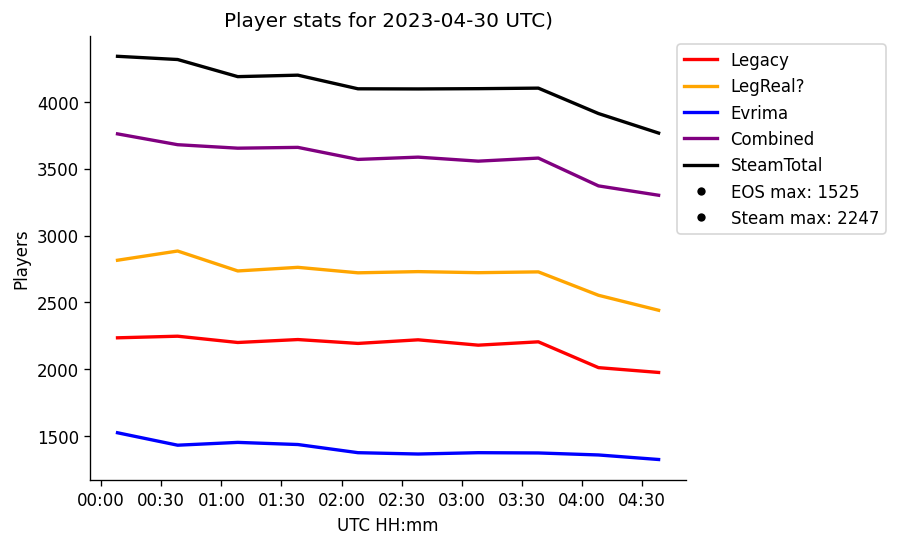 Player stats for 2023-04-30 UTC)
Legacy
LegReal?
Evrima
Combined
SteamTotal
EOS max: 1525
Steam max: 2247
Players
4000
3500
3000
2500
2000
1500
00:00 00:30 01:00 01:30 02:00 02:30 03:00 03:30 04:00 04:30
UTC HH:mm